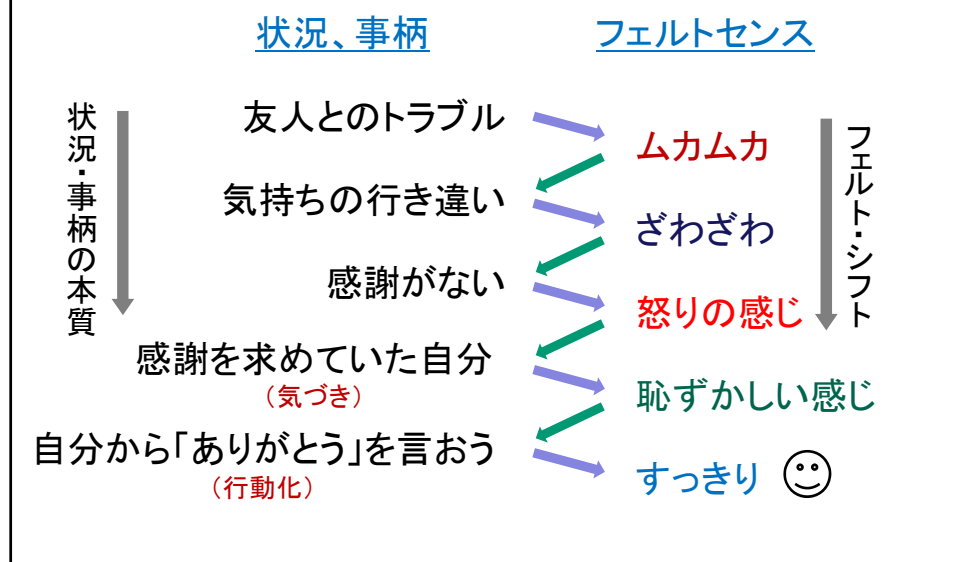 状況、事柄 フェルトセンス
状況・事柄の本質
友人とのトラブル
ムカムカ
気持ちの行き違い
ざわざわ
感謝がない
怒りの感じ
感謝を求めていた自分
（気づき）
恥ずかしい感じ
自分から「ありがとう」を言おう
（行動化）
すっきり
フェルト・シフト